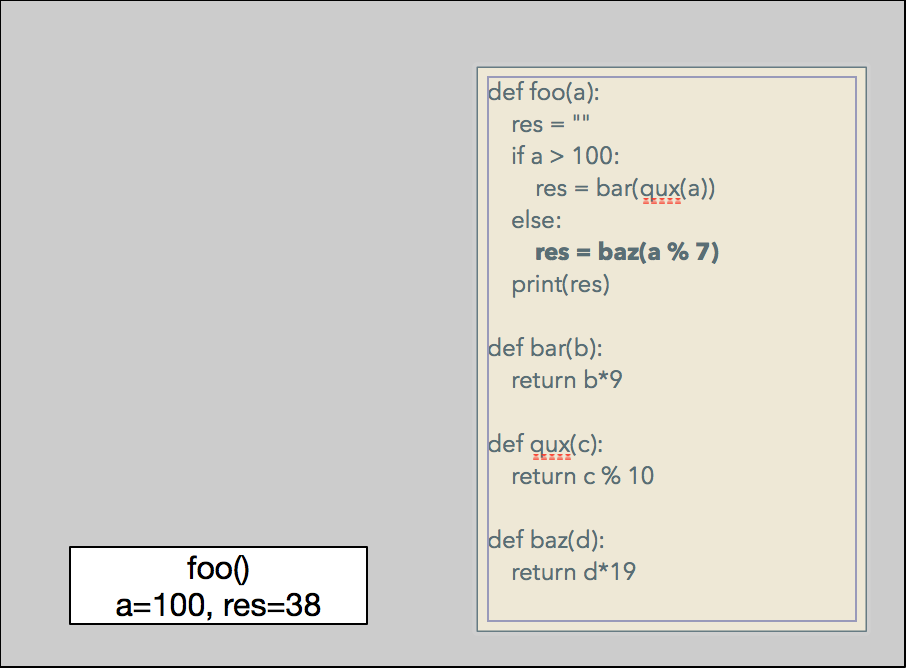 def foo(a):
res = ""
if a > 100:
res = bar(qux(a))
else:
res = baz(a % 7)
print(res)
def bar(b):
return b*9
def qux(c):
return c % 10
def baz(d):
return d*19
foo()
a=100, res=38